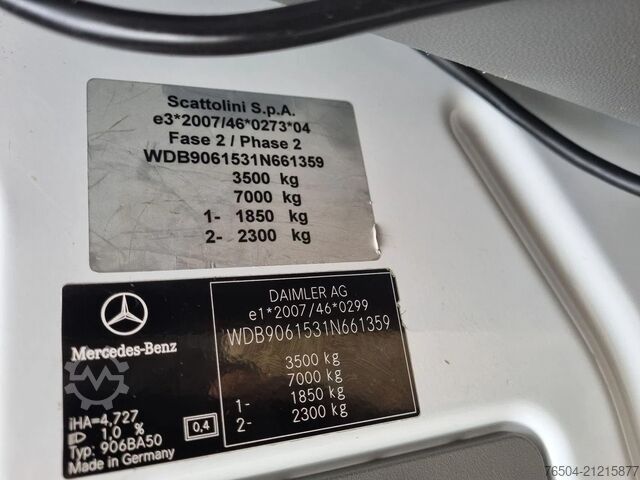 Scattolini S.p.A.
e3*2007/46*0273*04
Fase 2 / Phase 2
WDB9061531N661359
3500 kg
7000 kg
1- 1850 kg
2- 2300 kg
DAIMLER AG
e1*2007/46*0299
WDB9061531N661359
3500 kg
7000 kg
1- 1850 kg
2- 2300 kg
Mercedes-Benz
iHA=4,727
1.0 %
Typ: 906BA50
Made in Germany
0,4
76504-21215877